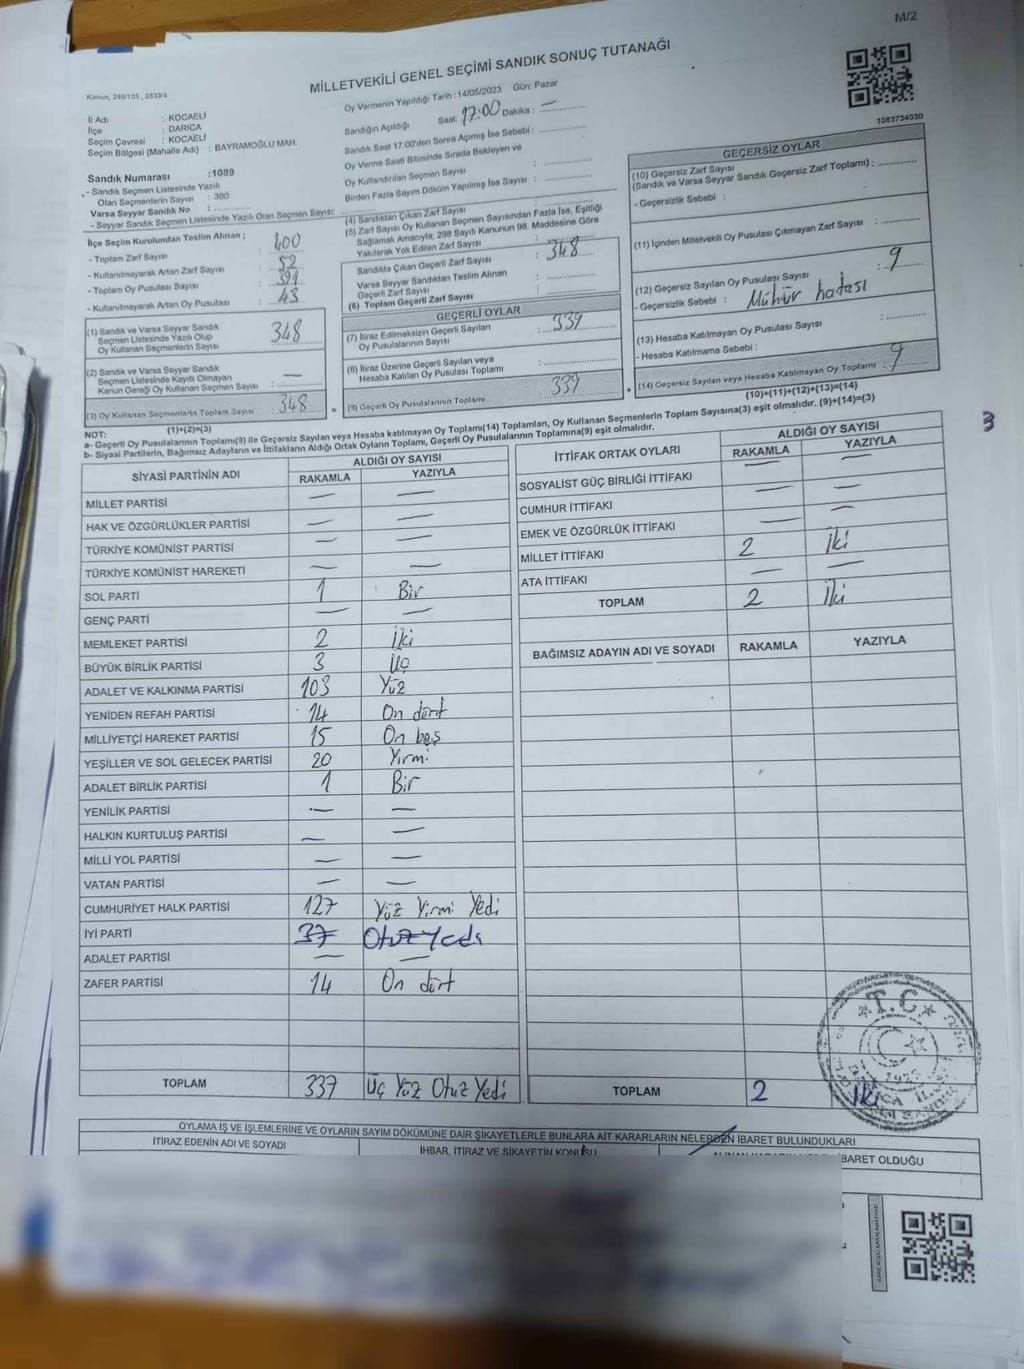 M/2
MİLLETVEKİLİ GENEL SEÇİMİ SANDIK SONUÇ TUTANAĞI
Kanun, 298/105 , 2839/4
İl Adı : KOCAELİ
İlçe : DARICA
Seçim Çevresi : KOCAELİ
Seçim Bölgesi (Mahalle Adı) : BAYRAMOĞLU MAH.
Sandık Numarası :1089
- Sandık Seçmen Listesinde Yazılı
Olan Seçmenlerin Sayısı : 380
Varsa Seyyar Sandık No :
- Seyyar Sandık Seçmen Listesinde Yazılı Olan Seçmen Sayısı:
Oy Vermenin Yapıldığı Tarih :14/05/2023 Gün: Pazar
Sandığın Açıldığı Saat: 17:00 Dakika : —
Sandık Saat 17:00'den Sonra Açılmış İse Sebebi :
Oy Verme Saati Bitiminde Sırada Bekleyen ve
Oy Kullandırılan Seçmen Sayısı :
Birden Fazla Sayım Döküm Yapılmış İse Sayısı :
1083734030
İlçe Seçim Kurulundan Teslim Alınan ;
- Toplam Zarf Sayısı : 400
- Kullanılmayarak Artan Zarf Sayısı : 52
- Toplam Oy Pusulası Sayısı : 391
- Kullanılmayarak Artan Oy Pusulası : 43
(1) Sandık ve Varsa Seyyar Sandık
Seçmen Listesinde Yazılı Olup
Oy Kullanan Seçmenlerin Sayısı : 348
(2) Sandık ve Varsa Seyyar Sandık
Seçmen Listesinde Kayıtlı Olmayan
Kanun Gereği Oy Kullanan Seçmen Sayısı : —
(3) Oy Kullanan Seçmenlerin Toplam Sayısı : 348
(1)+(2)=(3)
(4) Sandıktan Çıkan Zarf Sayısı
(5) Zarf Sayısı Oy Kullanan Seçmen Sayısından Fazla İse, Eşitliği
Sağlamak Amacıyla; 298 Sayılı Kanunun 98. Maddesine Göre
Yakılarak Yok Edilen Zarf Sayısı :
Sandıkta Çıkan Geçerli Zarf Sayısı : 348
Varsa Seyyar Sandıktan Teslim Alınan
Geçerli Zarf Sayısı :
(6) Toplam Geçerli Zarf Sayısı :
GEÇERLİ OYLAR
(7) İtiraz Edilmeksizin Geçerli Sayılan
Oy Pusulalarının Sayısı : 339
(8) İtiraz Üzerine Geçerli Sayılan veya
Hesaba Katılan Oy Pusulası Toplamı :
(9) Geçerli Oy Pusulalarının Toplamı : 339
GEÇERSİZ OYLAR
(10) Geçersiz Zarf Sayısı
(Sandık ve Varsa Seyyar Sandık Geçersiz Zarf Toplamı) :
- Geçersizlik Sebebi :
(11) İçinden Milletvekili Oy Pusulası Çıkmayan Zarf Sayısı :
(12) Geçersiz Sayılan Oy Pusulası Sayısı : 9
- Geçersizlik Sebebi : Mühür hatası
(13) Hesaba Katılmayan Oy Pusulası Sayısı :
- Hesaba Katılmama Sebebi :
(14) Geçersiz Sayılan veya Hesaba Katılmayan Oy Toplamı : 9
(10)+(11)+(12)+(13)=(14)
NOT:
a- Geçerli Oy Pusulalarının Toplamı(9) ile Geçersiz Sayılan veya Hesaba katılmayan Oy Toplamı(14) Toplamları, Oy Kullanan Seçmenlerin Toplam Sayısına(3) eşit olmalıdır. (9)+(14)=(3)
b- Siyasi Partilerin, Bağımsız Adayların ve İttifakların Aldığı Ortak Oyların Toplamı, Geçerli Oy Pusulalarının Toplamına(9) eşit olmalıdır.
3
SİYASİ PARTİNİN ADI ALDIĞI OY SAYISI
RAKAMLA YAZIYLA
MİLLET PARTİSİ — —
HAK VE ÖZGÜRLÜKLER PARTİSİ — —
TÜRKİYE KOMÜNİST PARTİSİ — —
TÜRKİYE KOMÜNİST HAREKETİ — —
SOL PARTİ 1 Bir
GENÇ PARTİ — —
MEMLEKET PARTİSİ 2 İki
BÜYÜK BİRLİK PARTİSİ 3 Üç
ADALET VE KALKINMA PARTİSİ 103 Yüz
YENİDEN REFAH PARTİSİ 14 On dört
MİLLİYETÇİ HAREKET PARTİSİ 15 On beş
YEŞİLLER VE SOL GELECEK PARTİSİ 20 Yirmi
ADALET BİRLİK PARTİSİ 1 Bir
YENİLİK PARTİSİ — —
HALKIN KURTULUŞ PARTİSİ — —
MİLLİ YOL PARTİSİ — —
VATAN PARTİSİ — —
CUMHURİYET HALK PARTİSİ 127 Yüz Yirmi Yedi
İYİ PARTİ 37 Otuz Yedi
ADALET PARTİSİ — —
ZAFER PARTİSİ 14 On dört
TOPLAM 337 Üç Yüz Otuz Yedi
İTTİFAK ORTAK OYLARI ALDIĞI OY SAYISI
RAKAMLA YAZIYLA
SOSYALİST GÜÇ BİRLİĞİ İTTİFAKI — —
CUMHUR İTTİFAKI — —
EMEK VE ÖZGÜRLÜK İTTİFAKI — —
MİLLET İTTİFAKI 2 İki
ATA İTTİFAKI — —
TOPLAM 2 İki
BAĞIMSIZ ADAYIN ADI VE SOYADI RAKAMLA YAZIYLA
TOPLAM 2 İki
T.C
OYLAMA İŞ VE İŞLEMLERİNE VE OYLARIN SAYIM DÖKÜMÜNE DAİR ŞİKAYETLERLE BUNLARA AİT KARARLARIN NELERDEN İBARET BULUNDUKLARI
İTİRAZ EDENİN ADI VE SOYADI
İHBAR, İTİRAZ VE ŞİKAYETİN KONUSU
İBARET OLDUĞU